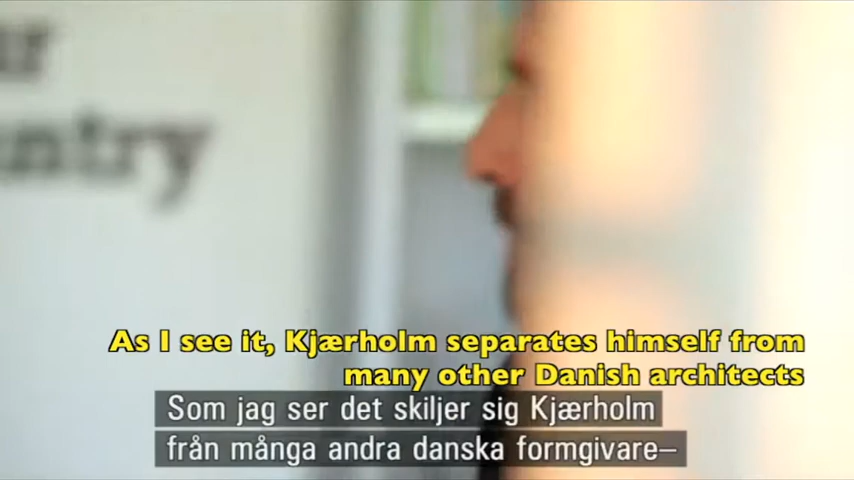 As I see it, Kjærholm separates himself from
many other Danish architects
Som jag ser det skiljer sig Kjærholm
från många andra danska formgivare–